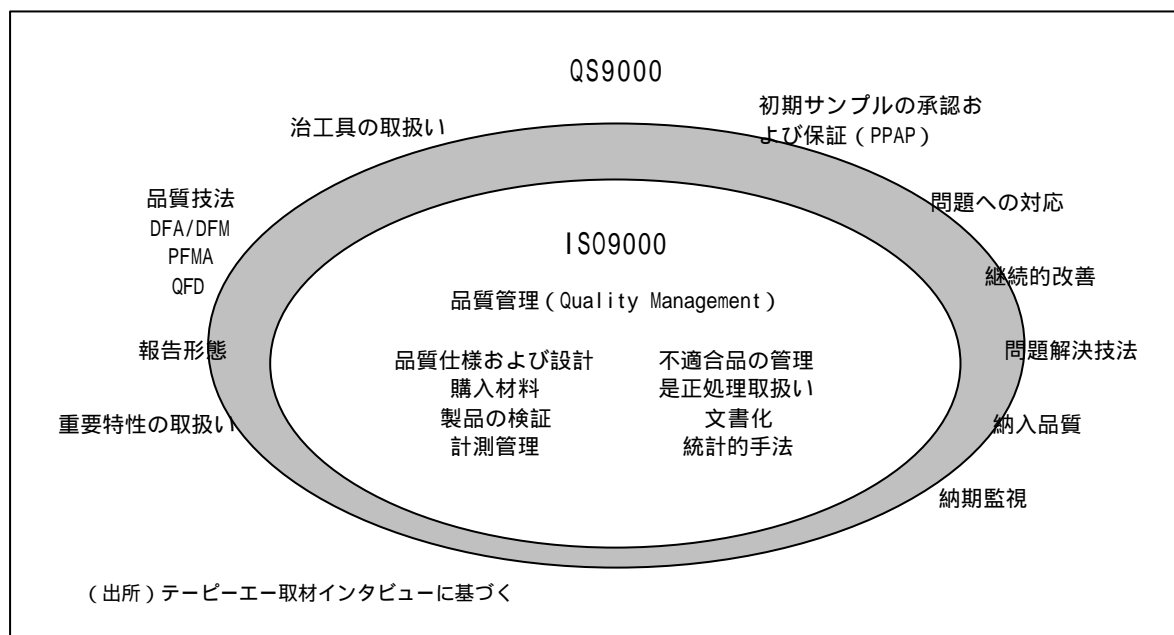 QS9000
初期サンプルの承認お
よび保証(PPAP)
治工具の取扱い
品質技法
DFA/DFM
PFMA
QFD
問題への対応
ISO9000
継続的改善
品質管理(Quality Management)
報告形態
問題解決技法
品質仕様および設計
購入材料
製品の検証
計測管理
不適合品の管理
是正処理取扱い
文書化
統計的手法
重要特性の取扱い
納入品質
納期監視
(出所)テーピーエー取材インタビューに基づく